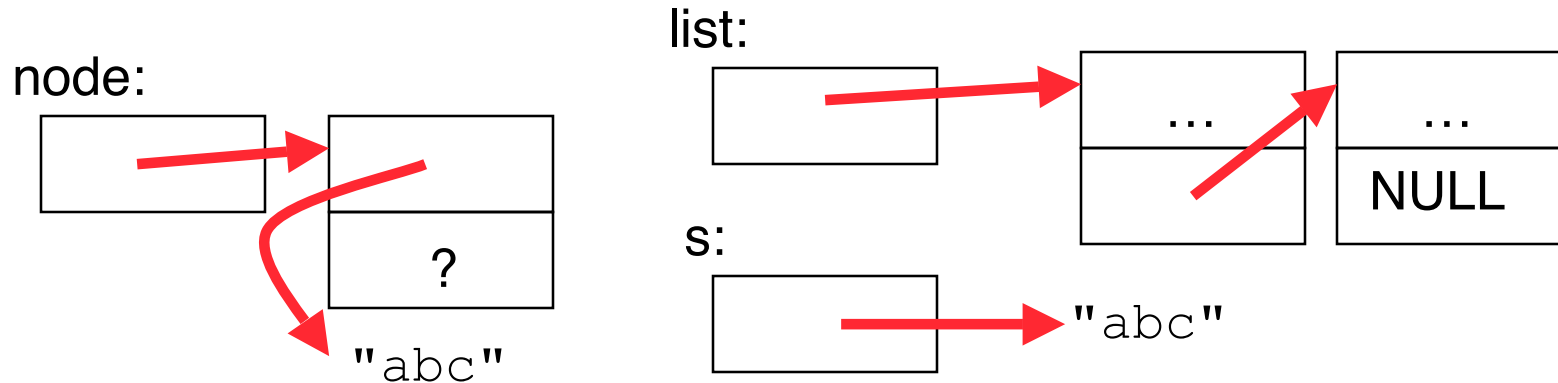 node:
?
"abc"
list:
...
...
NULL
s:
"abc"